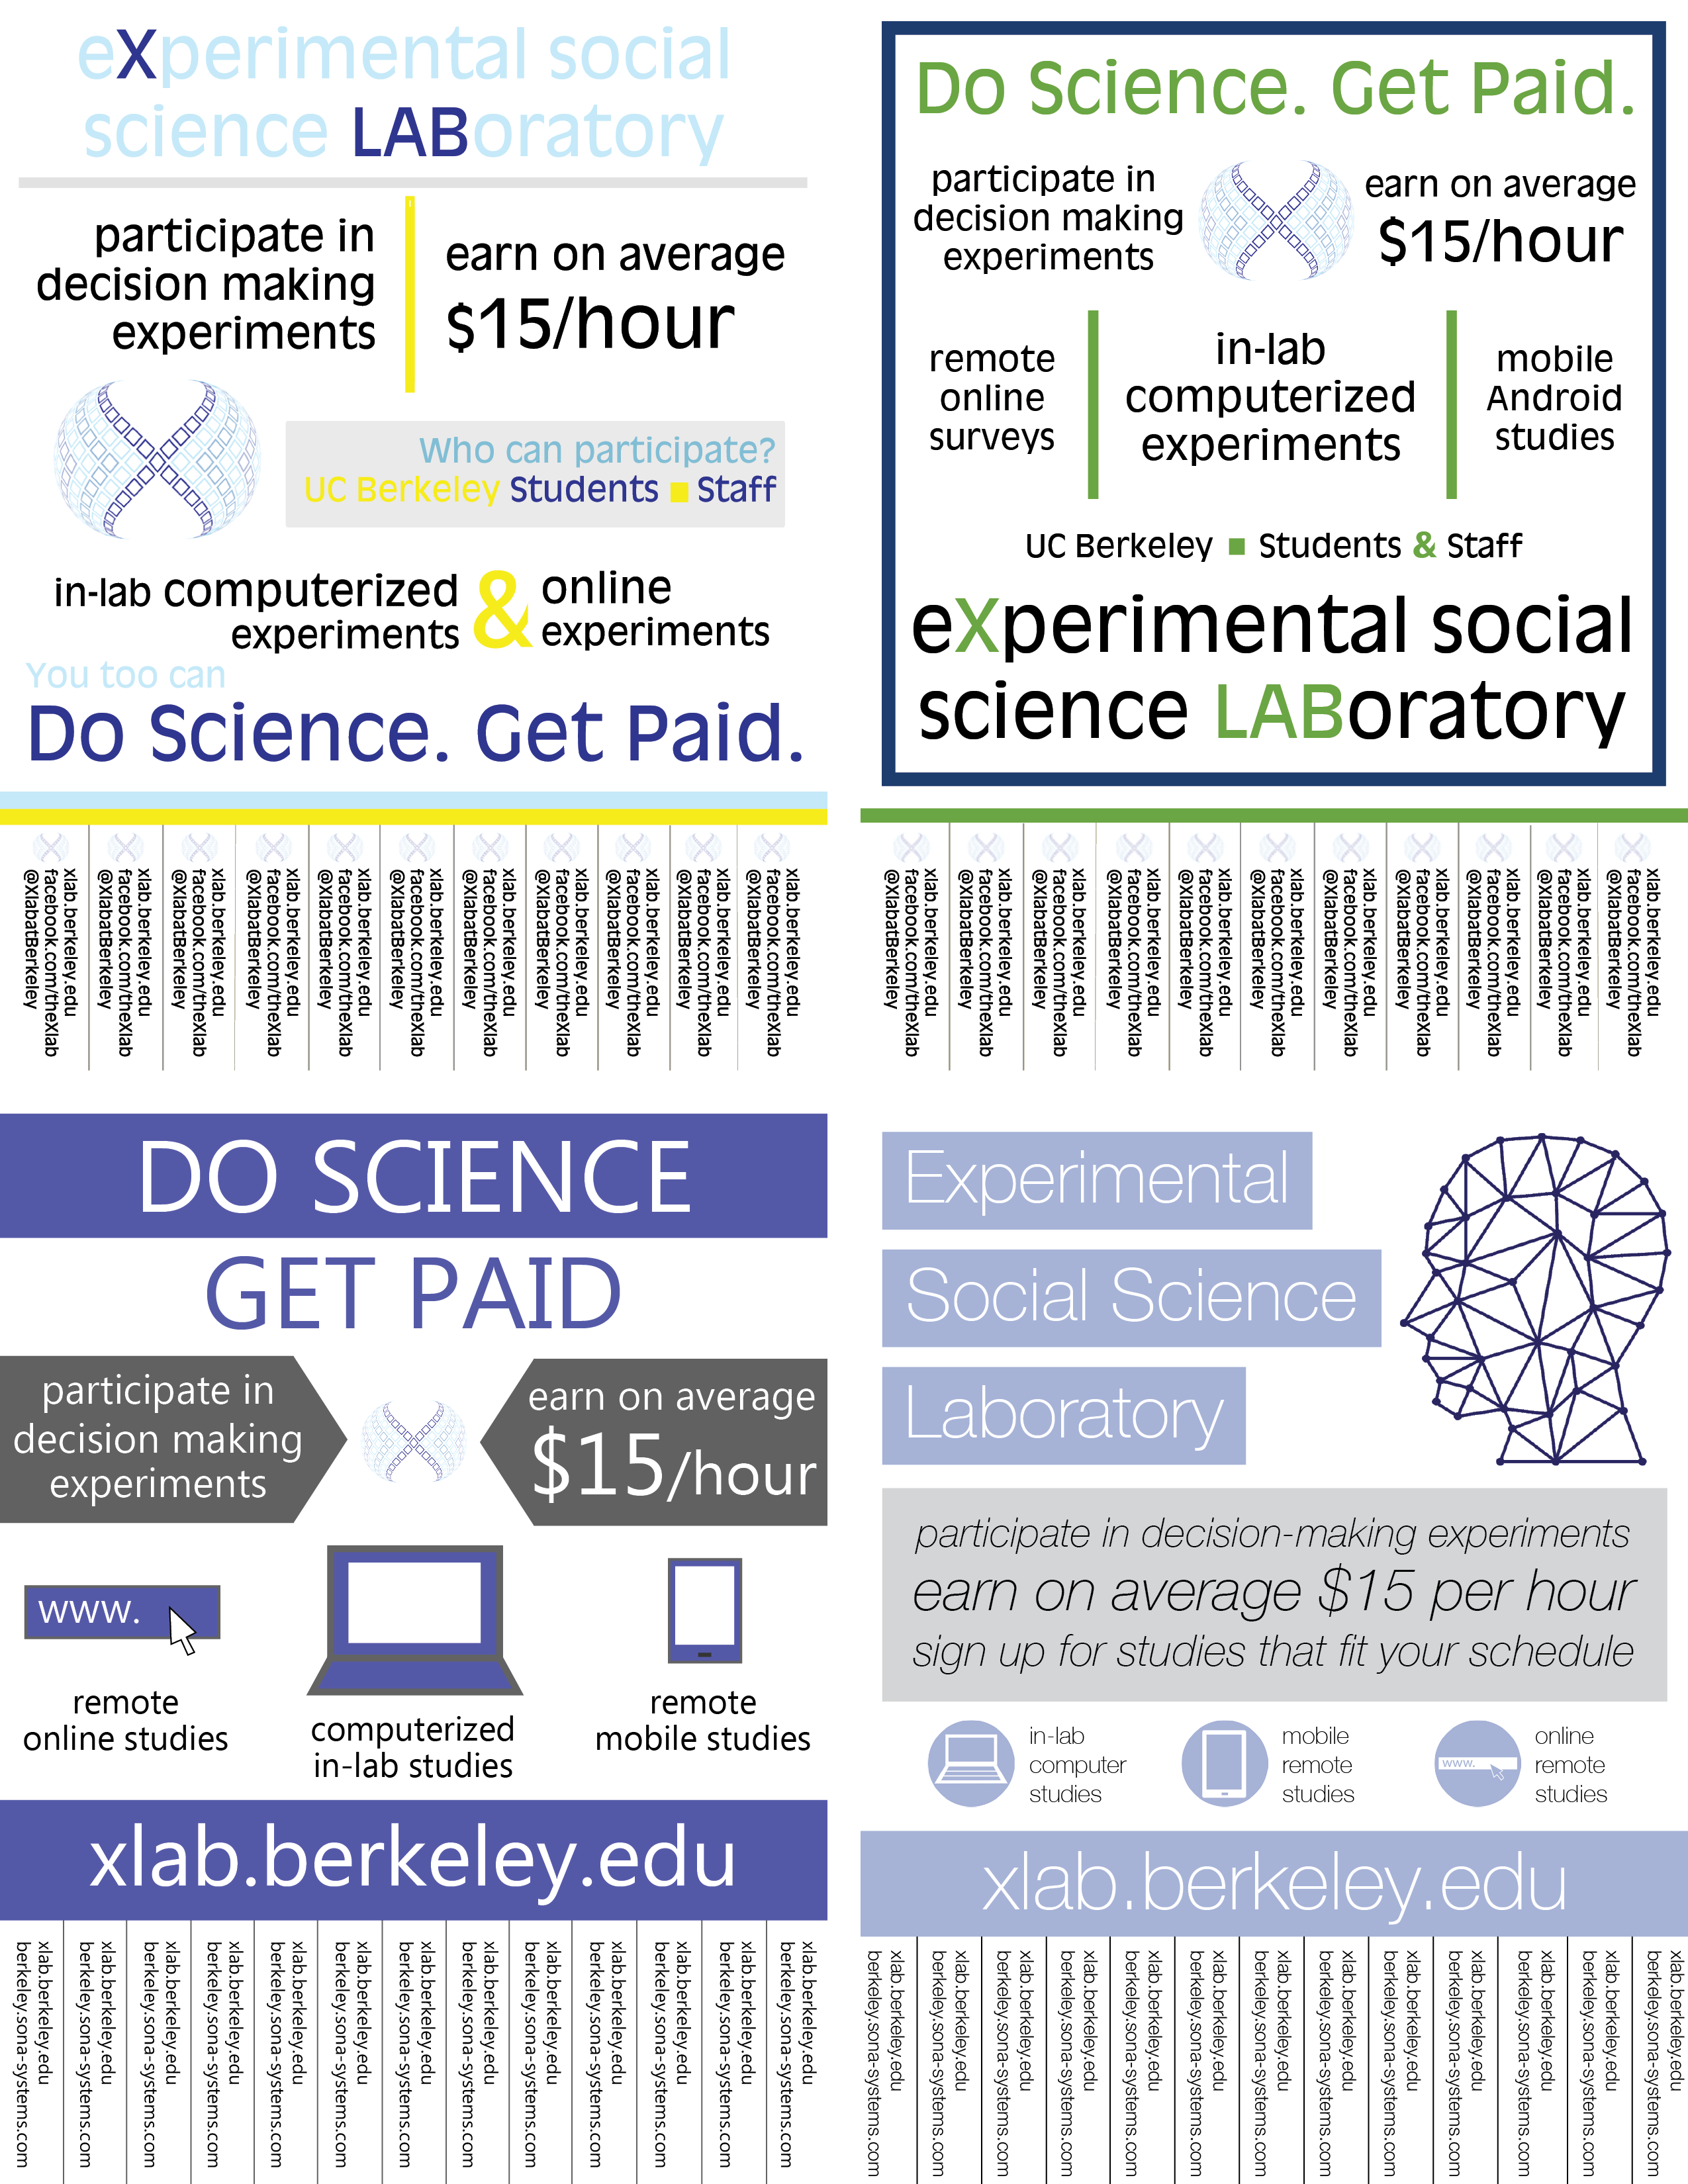 eXperimental social
science LABoratory
participate in
decision making
experiments
earn on average
$15/hour
Who can participate?
UC Berkeley Students ■ Staff
in-lab computerized
experiments
&
online
experiments
You too can
Do Science. Get Paid.
xlab.berkeley.edu
facebook.com/theXlab
@XlabatBerkeley
xlab.berkeley.edu
facebook.com/theXlab
@XlabatBerkeley
xlab.berkeley.edu
facebook.com/theXlab
@XlabatBerkeley
xlab.berkeley.edu
facebook.com/theXlab
@XlabatBerkeley
xlab.berkeley.edu
facebook.com/theXlab
@XlabatBerkeley
xlab.berkeley.edu
facebook.com/theXlab
@XlabatBerkeley
xlab.berkeley.edu
facebook.com/theXlab
@XlabatBerkeley
xlab.berkeley.edu
facebook.com/theXlab
@XlabatBerkeley
xlab.berkeley.edu
facebook.com/theXlab
@XlabatBerkeley
xlab.berkeley.edu
facebook.com/theXlab
@XlabatBerkeley
xlab.berkeley.edu
facebook.com/theXlab
@XlabatBerkeley
Do Science. Get Paid.
participate in
decision making
experiments
earn on average
$15/hour
remote
online
surveys
in-lab
computerized
experiments
mobile
Android
studies
UC Berkeley ■ Students & Staff
eXperimental social
science LABoratory
xlab.berkeley.edu
facebook.com/theXlab
@XlabatBerkeley
xlab.berkeley.edu
facebook.com/theXlab
@XlabatBerkeley
xlab.berkeley.edu
facebook.com/theXlab
@XlabatBerkeley
xlab.berkeley.edu
facebook.com/theXlab
@XlabatBerkeley
xlab.berkeley.edu
facebook.com/theXlab
@XlabatBerkeley
xlab.berkeley.edu
facebook.com/theXlab
@XlabatBerkeley
xlab.berkeley.edu
facebook.com/theXlab
@XlabatBerkeley
xlab.berkeley.edu
facebook.com/theXlab
@XlabatBerkeley
xlab.berkeley.edu
facebook.com/theXlab
@XlabatBerkeley
xlab.berkeley.edu
facebook.com/theXlab
@XlabatBerkeley
xlab.berkeley.edu
facebook.com/theXlab
@XlabatBerkeley
DO SCIENCE
GET PAID
participate in
decision making
experiments
earn on average
$15/hour
www.
remote
online studies
computerized
in-lab studies
remote
mobile studies
xlab.berkeley.edu
xlab.berkeley.edu
berkeley.sona-systems.com
xlab.berkeley.edu
berkeley.sona-systems.com
xlab.berkeley.edu
berkeley.sona-systems.com
xlab.berkeley.edu
berkeley.sona-systems.com
xlab.berkeley.edu
berkeley.sona-systems.com
xlab.berkeley.edu
berkeley.sona-systems.com
xlab.berkeley.edu
berkeley.sona-systems.com
xlab.berkeley.edu
berkeley.sona-systems.com
xlab.berkeley.edu
berkeley.sona-systems.com
xlab.berkeley.edu
berkeley.sona-systems.com
xlab.berkeley.edu
berkeley.sona-systems.com
xlab.berkeley.edu
berkeley.sona-systems.com
xlab.berkeley.edu
berkeley.sona-systems.com
Experimental
Social Science
Laboratory
participate in decision-making experiments
earn on average $15 per hour
sign up for studies that fit your schedule
in-lab
computer
studies
mobile
remote
studies
www.
online
remote
studies
xlab.berkeley.edu
xlab.berkeley.edu
berkeley.sona-systems.com
xlab.berkeley.edu
berkeley.sona-systems.com
xlab.berkeley.edu
berkeley.sona-systems.com
xlab.berkeley.edu
berkeley.sona-systems.com
xlab.berkeley.edu
berkeley.sona-systems.com
xlab.berkeley.edu
berkeley.sona-systems.com
xlab.berkeley.edu
berkeley.sona-systems.com
xlab.berkeley.edu
berkeley.sona-systems.com
xlab.berkeley.edu
berkeley.sona-systems.com
xlab.berkeley.edu
berkeley.sona-systems.com
xlab.berkeley.edu
berkeley.sona-systems.com
xlab.berkeley.edu
berkeley.sona-systems.com
xlab.berkeley.edu
berkeley.sona-systems.com